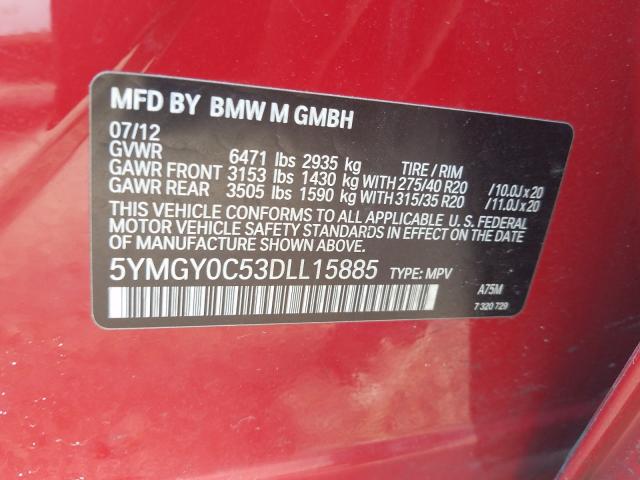 MFD BY BMW M GMBH
07/12
GVWR 6471 lbs 2935 kg TIRE / RIM
GAWR FRONT 3153 lbs 1430 kg WITH 275/40 R20 /10.0J x 20
GAWR REAR 3505 lbs 1590 kg WITH 315/35 R20 /11.0J x 20
THIS VEHICLE CONFORMS TO ALL APPLICABLE U.S. FEDERAL
MOTOR VEHICLE SAFETY STANDARDS IN EFFECT ON THE DATE
OF MANUFACTURE SHOWN ABOVE.
5YMGY0C53DLL15885 TYPE: MPV
A75M
7 320 729